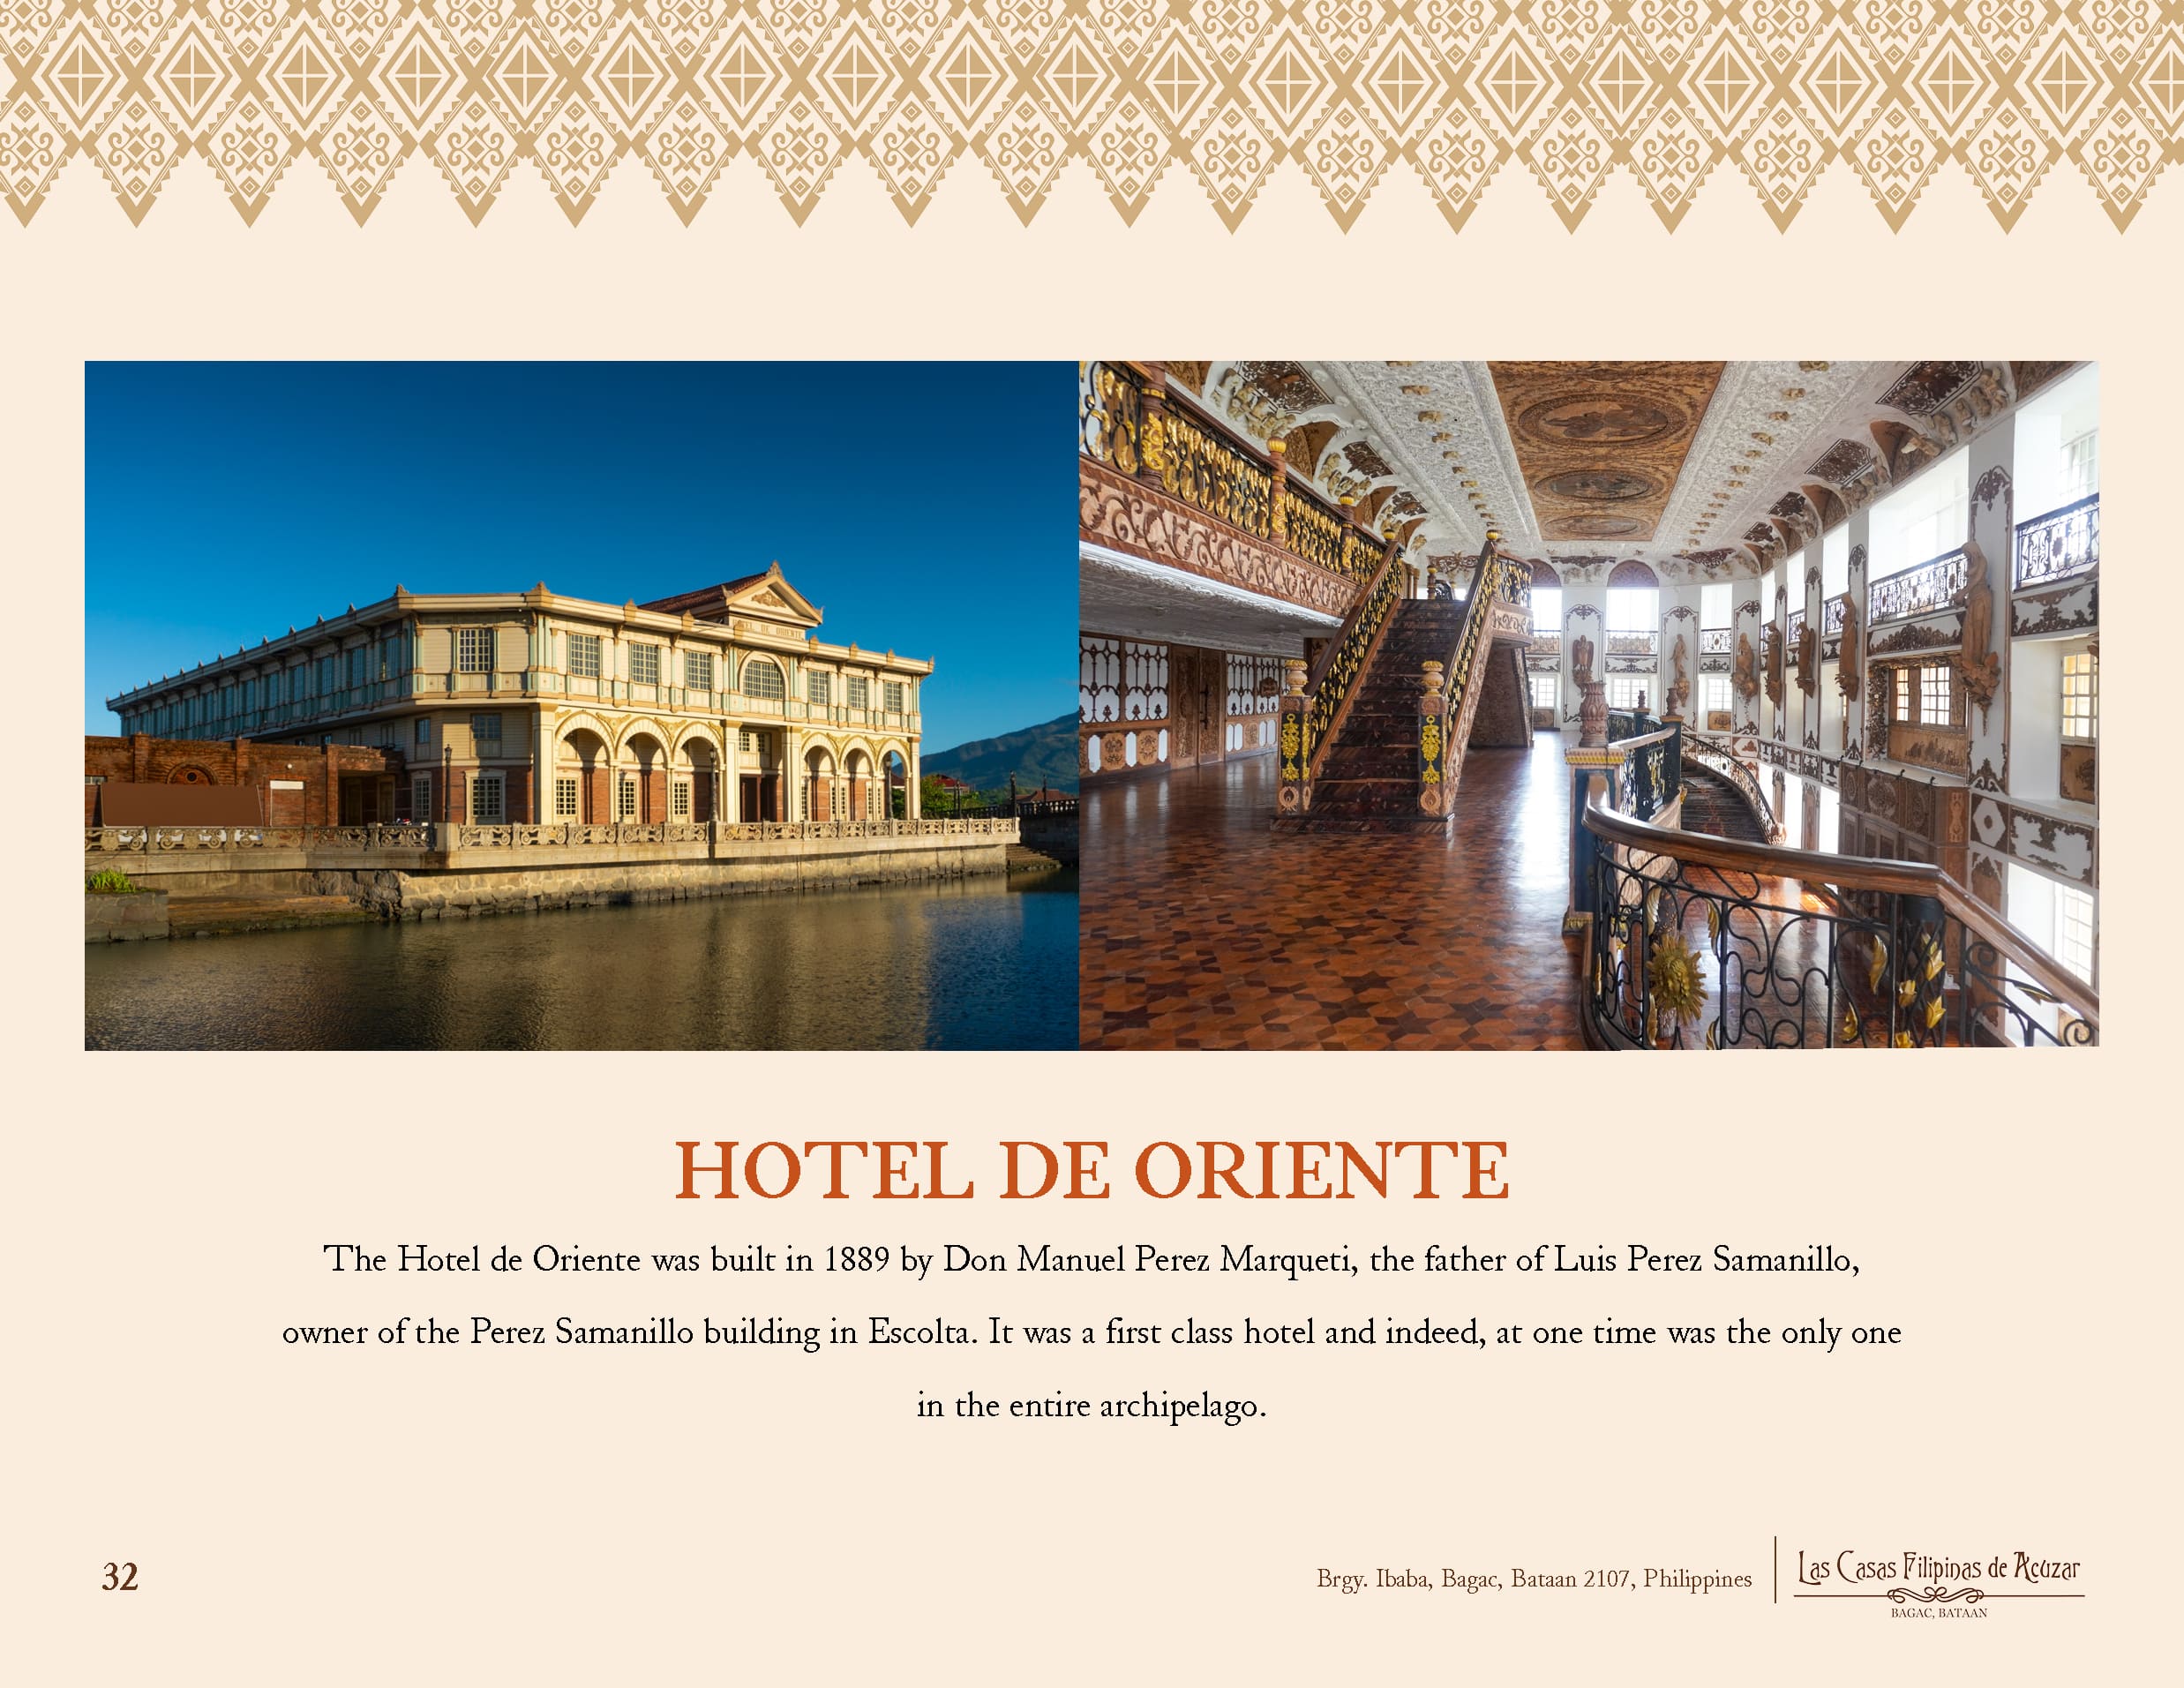 HOTEL DE ORIENTE
The Hotel de Oriente was built in 1889 by Don Manuel Perez Marqueti, the father of Luis Perez Samanillo,
owner of the Perez Samanillo building in Escolta. It was a first class hotel and indeed, at one time was the only one
in the entire archipelago.
32
Brgy. Ibaba, Bagac, Bataan 2107, Philippines
Las Casas Filipinas de Acuzar
BAGAC, BATAAN